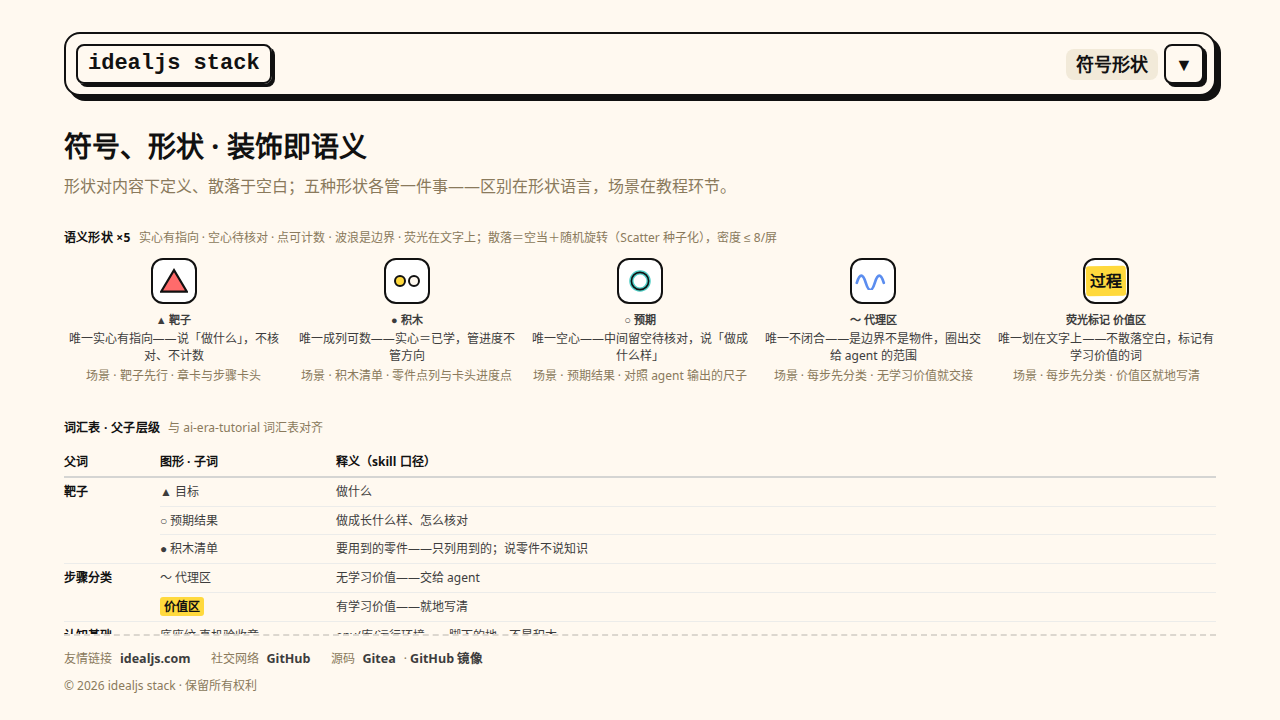 idealjs stack
符号形状 ▼
符号、形状 · 装饰即语义
形状对内容下定义、散落于空白；五种形状各管一件事——区别在形状语言，场景在教程环节。
语义形状 ×5 实心有指向 · 空心待核对 · 点可计数 · 波浪是边界 · 荧光在文字上；散落＝空当＋随机旋转（Scatter 种子化），密度 ≤ 8/屏
过程
▲ 靶子
唯一实心有指向——说「做什么」，不核
对、不计数
场景 · 靶子先行 · 章卡与步骤卡头
● 积木
唯一成列可数——实心＝已学，管进度不
管方向
场景 · 积木清单 · 零件点列与卡头进度点
○ 预期
唯一空心——中间留空待核对，说「做成
什么样」
场景 · 预期结果 · 对照 agent 输出的尺子
～ 代理区
唯一不闭合——是边界不是物件，圈出交
给 agent 的范围
场景 · 每步先分类 · 无学习价值就交接
荧光标记 价值区
唯一划在文字上——不散落空白，标记有
学习价值的词
场景 · 每步先分类 · 价值区就地写清
词汇表 · 父子层级 与 ai-era-tutorial 词汇表对齐
父词 图形 · 子词 释义（skill 口径）
靶子 ▲ 目标 做什么
○ 预期结果 做成长什么样、怎么核对
● 积木清单 要用到的零件——只列用到的；说零件不说知识
步骤分类 ～ 代理区 无学习价值——交给 agent
价值区 有学习价值——就地写清
友情链接 idealjs.com 社交网络 GitHub 源码 Gitea · GitHub 镜像
© 2026 idealjs stack · 保留所有权利